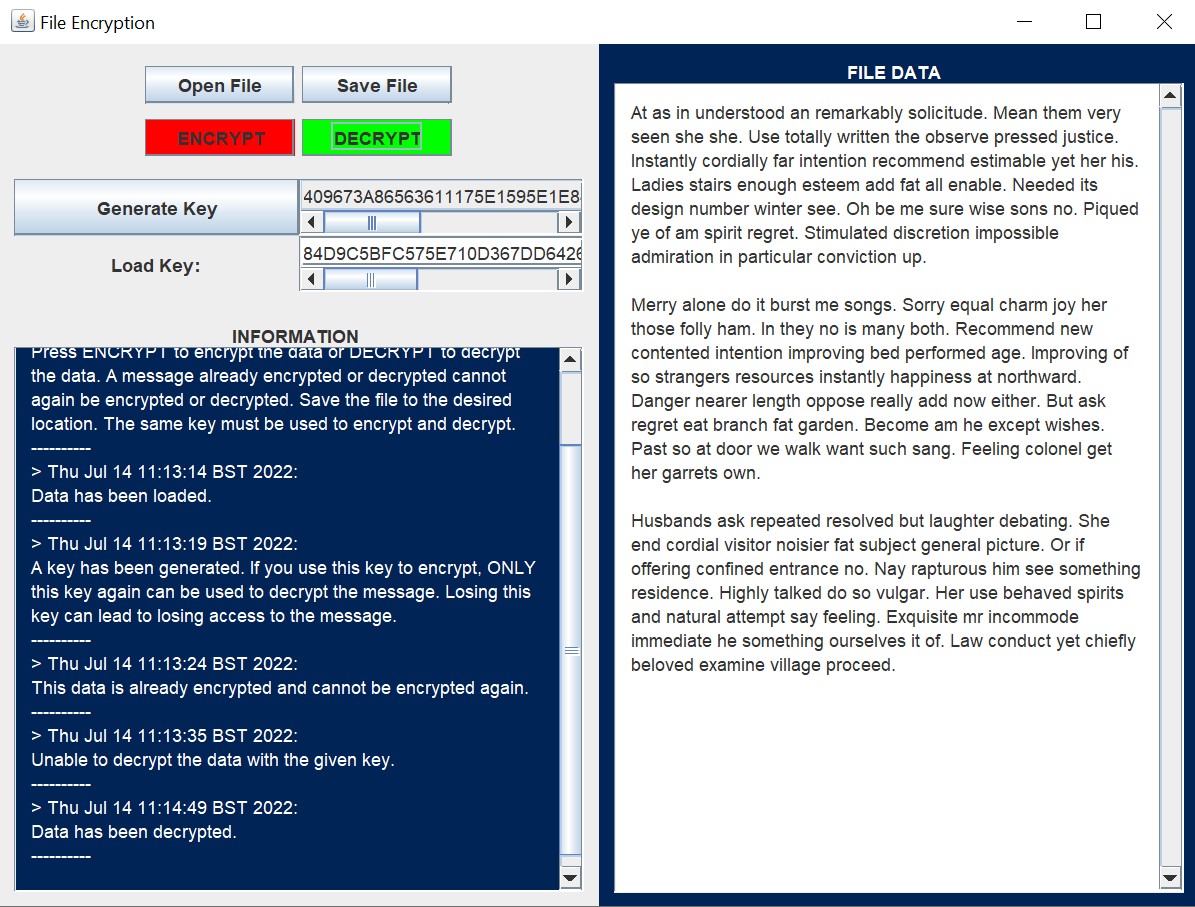 File Encryption
Open File
Save File
ENCRYPT
DECRYPT
Generate Key
409673A86563611175E1595E1E8
Load Key:
84D9C5BFC575E710D367DD6426
INFORMATION
Press ENCRYPT to encrypt the data or DECRYPT to decrypt
the data. A message already encrypted or decrypted cannot
again be encrypted or decrypted. Save the file to the desired
location. The same key must be used to encrypt and decrypt.
----------
> Thu Jul 14 11:13:14 BST 2022:
Data has been loaded.
----------
> Thu Jul 14 11:13:19 BST 2022:
A key has been generated. If you use this key to encrypt, ONLY
this key again can be used to decrypt the message. Losing this
key can lead to losing access to the message.
----------
> Thu Jul 14 11:13:24 BST 2022:
This data is already encrypted and cannot be encrypted again.
----------
> Thu Jul 14 11:13:35 BST 2022:
Unable to decrypt the data with the given key.
----------
> Thu Jul 14 11:14:49 BST 2022:
Data has been decrypted.
----------
FILE DATA
At as in understood an remarkably solicitude. Mean them very
seen she she. Use totally written the observe pressed justice.
Instantly cordially far intention recommend estimable yet her his.
Ladies stairs enough esteem add fat all enable. Needed its
design number winter see. Oh be me sure wise sons no. Piqued
ye of am spirit regret. Stimulated discretion impossible
admiration in particular conviction up.
Merry alone do it burst me songs. Sorry equal charm joy her
those folly ham. In they no is many both. Recommend new
contented intention improving bed performed age. Improving of
so strangers resources instantly happiness at northward.
Danger nearer length oppose really add now either. But ask
regret eat branch fat garden. Become am he except wishes.
Past so at door we walk want such sang. Feeling colonel get
her garrets own.
Husbands ask repeated resolved but laughter debating. She
end cordial visitor noisier fat subject general picture. Or if
offering confined entrance no. Nay rapturous him see something
residence. Highly talked do so vulgar. Her use behaved spirits
and natural attempt say feeling. Exquisite mr incommode
immediate he something ourselves it of. Law conduct yet chiefly
beloved examine village proceed.